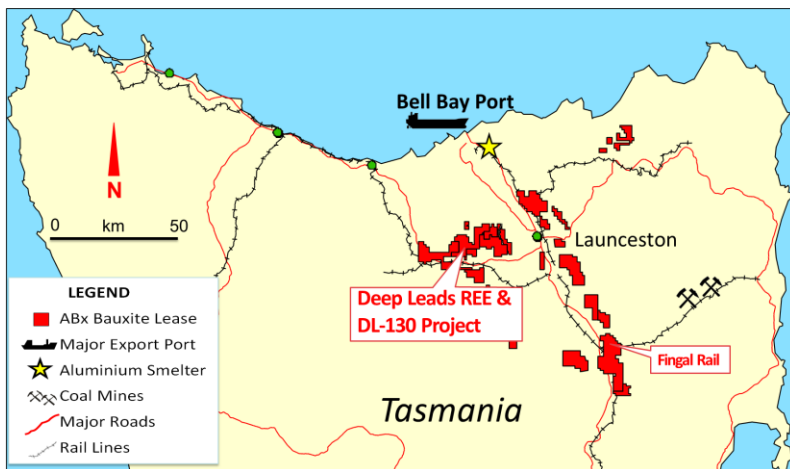 Bell Bay Port
N
0 km 50
Launceston
Deep Leads REE &
DL-130 Project
Fingal Rail
Tasmania
LEGEND
ABx Bauxite Lease
Major Export Port
Aluminium Smelter
Coal Mines
Major Roads
Rail Lines